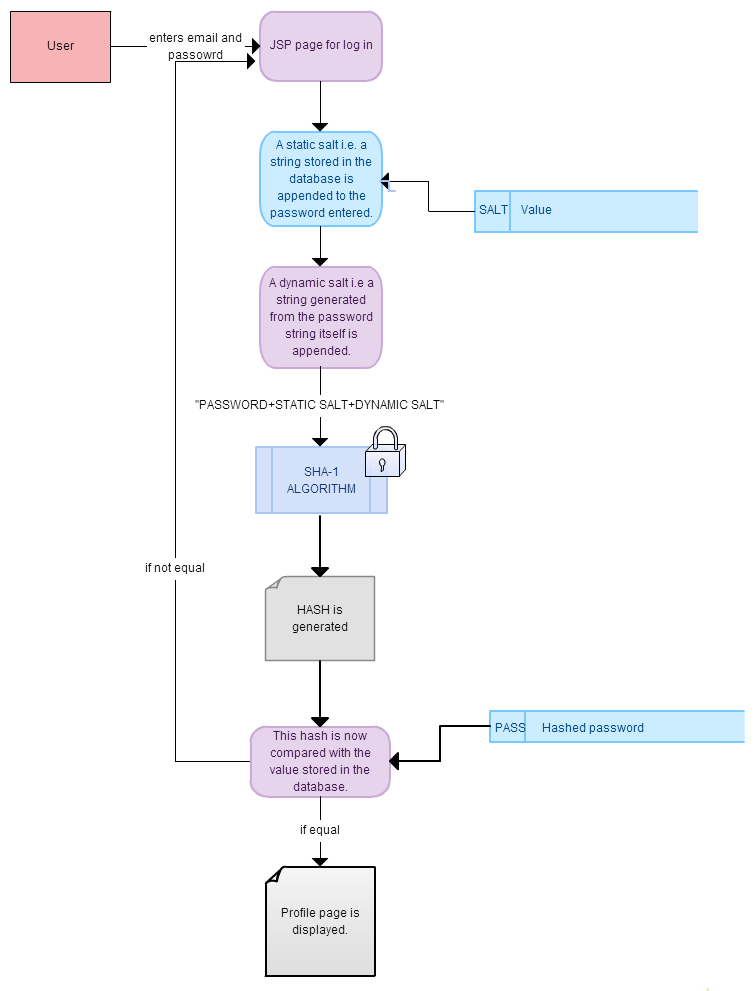 User
enters email and
passowrd
JSP page for log in
A static salt i.e. a
string stored in the
database is
appended to the
password entered.
SALT
Value
A dynamic salt i.e a
string generated
from the password
string itself is
appended.
"PASSWORD+STATIC SALT+DYNAMIC SALT"
SHA-1
ALGORITHM
if not equal
HASH is
generated
This hash is now
compared with the
value stored in the
database.
PASS
Hashed password
if equal
Profile page is
displayed.